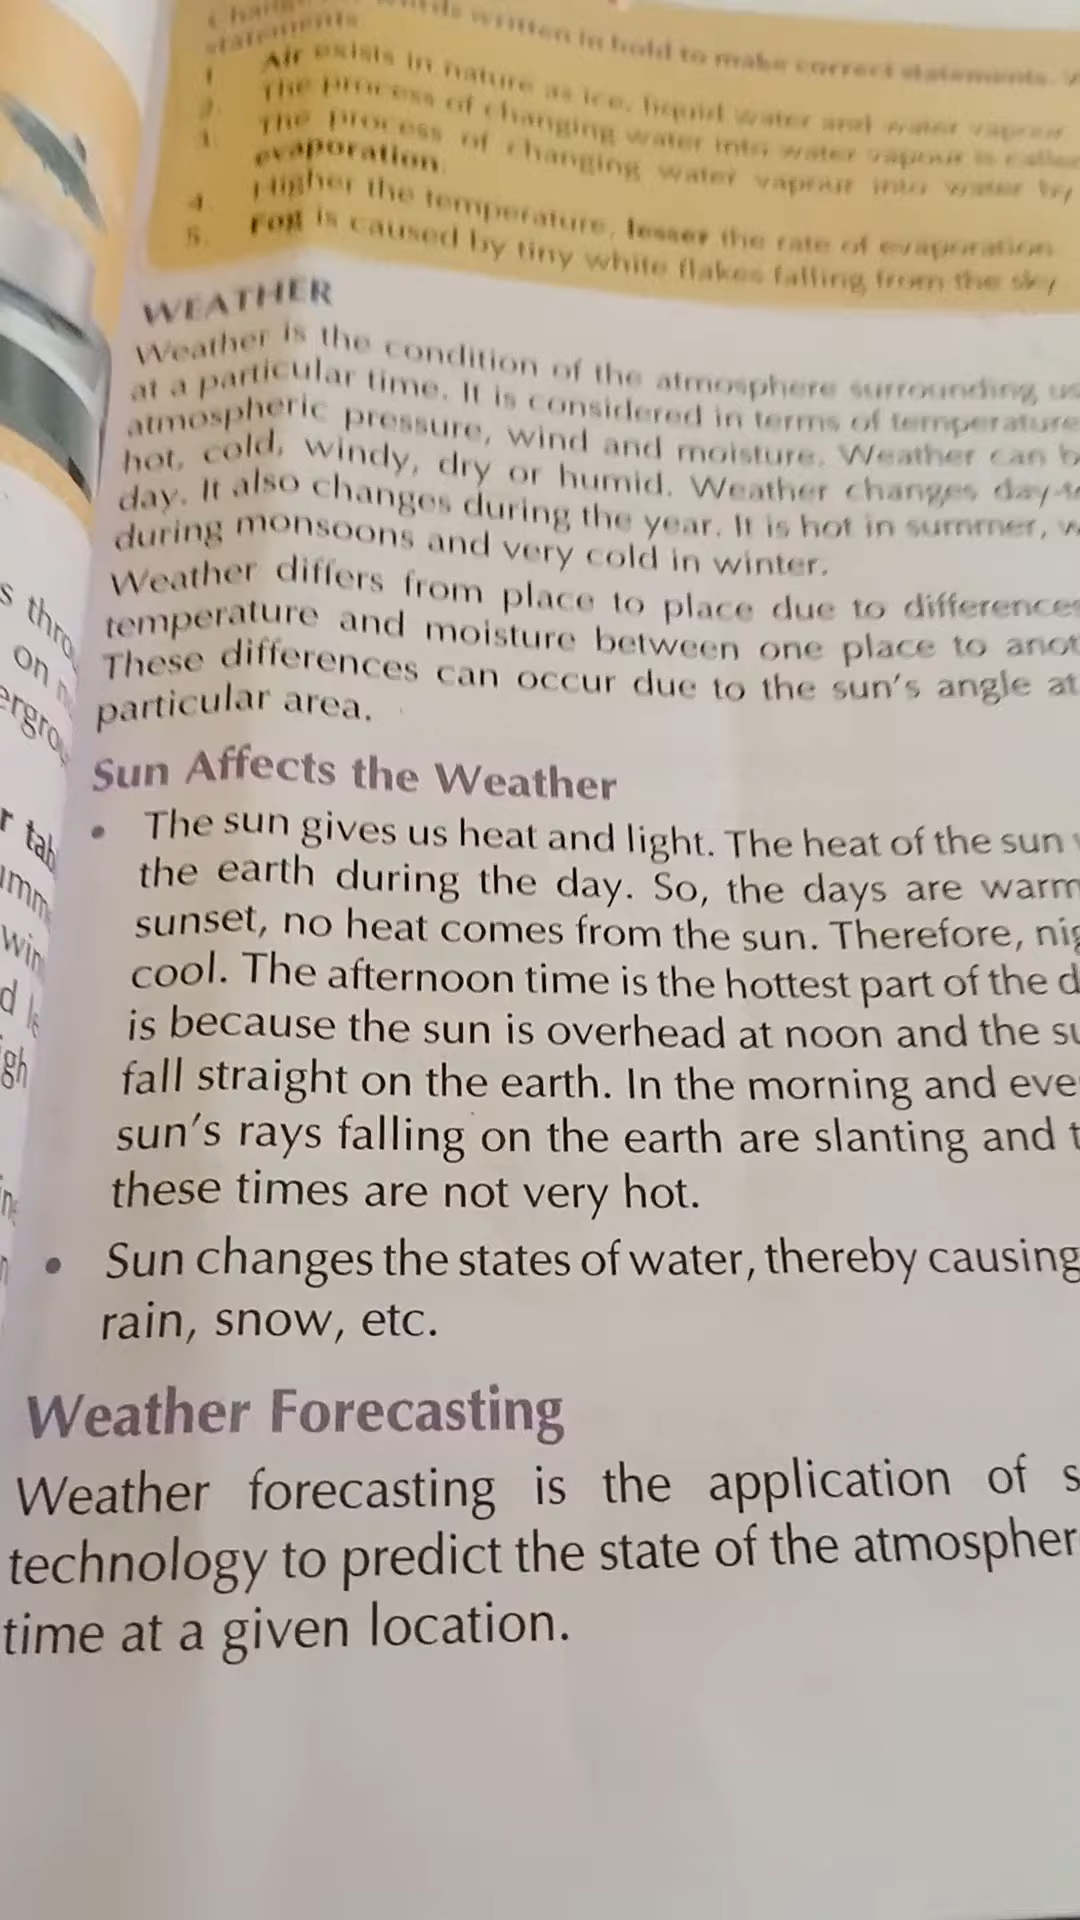 written in bold to make correct statements.
statements
1. Air exists in nature as ice, liquid water and water vapour
2. The process of changing water into water vapour is called
3. The process of changing water vapour into water by
evaporation.
4. Higher the temperature, lesser the rate of evaporation
5. Fog is caused by tiny white flakes falling from the sky
WEATHER
Weather is the condition of the atmosphere surrounding us
at a particular time. It is considered in terms of temperature
atmospheric pressure, wind and moisture. Weather can b
hot, cold, windy, dry or humid. Weather changes day-t
day. It also changes during the year. It is hot in summer, w
during monsoons and very cold in winter.
Weather differs from place to place due to differences
temperature and moisture between one place to anot
These differences can occur due to the sun's angle at
particular area.
Sun Affects the Weather
• The sun gives us heat and light. The heat of the sun
the earth during the day. So, the days are warm
sunset, no heat comes from the sun. Therefore, nig
cool. The afternoon time is the hottest part of the d
is because the sun is overhead at noon and the su
fall straight on the earth. In the morning and eve
sun's rays falling on the earth are slanting and t
these times are not very hot.
• Sun changes the states of water, thereby causing
rain, snow, etc.
Weather Forecasting
Weather forecasting is the application of s
technology to predict the state of the atmospher
time at a given location.